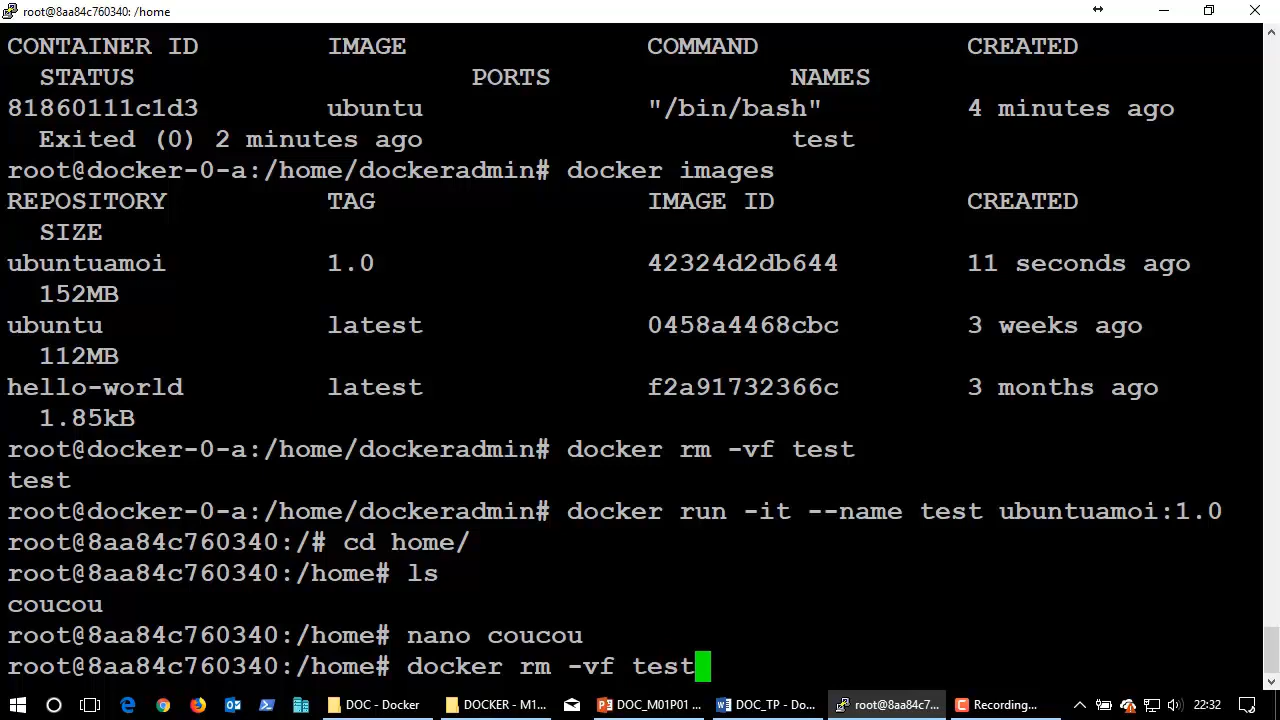 root@8aa84c760340: /home
CONTAINER ID IMAGE COMMAND CREATED
STATUS PORTS NAMES
81860111c1d3 ubuntu "/bin/bash" 4 minutes ago
Exited (0) 2 minutes ago test
root@docker-0-a:/home/dockeradmin# docker images
REPOSITORY TAG IMAGE ID CREATED
SIZE
ubuntuamoi 1.0 42324d2db644 11 seconds ago
152MB
ubuntu latest 0458a4468cbc 3 weeks ago
112MB
hello-world latest f2a91732366c 3 months ago
1.85kB
root@docker-0-a:/home/dockeradmin# docker rm -vf test
test
root@docker-0-a:/home/dockeradmin# docker run -it --name test ubuntuamoi:1.0
root@8aa84c760340:/# cd home/
root@8aa84c760340:/home# ls
coucou
root@8aa84c760340:/home# nano coucou
root@8aa84c760340:/home# docker rm -vf test
DOC - Docker DOCKER - M1... DOC_M01P01 ... DOC_TP - Do... root@8aa84c7... Recording... 22:32